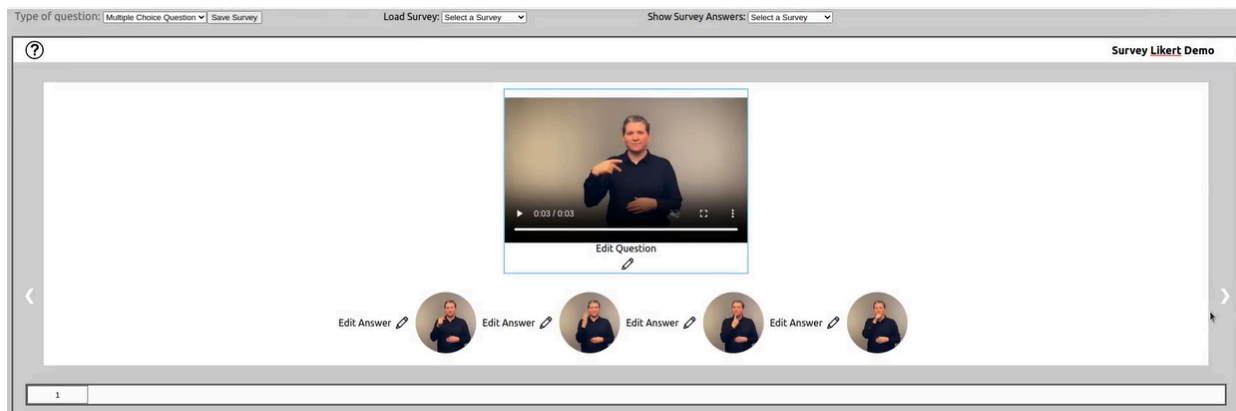 Type of question: Multiple Choice Question Save Survey Load Survey: Select a Survey Show Survey Answers: Select a Survey
? Survey Likert Demo
0:03 / 0:03
Edit Question
Edit Answer Edit Answer Edit Answer Edit Answer
1